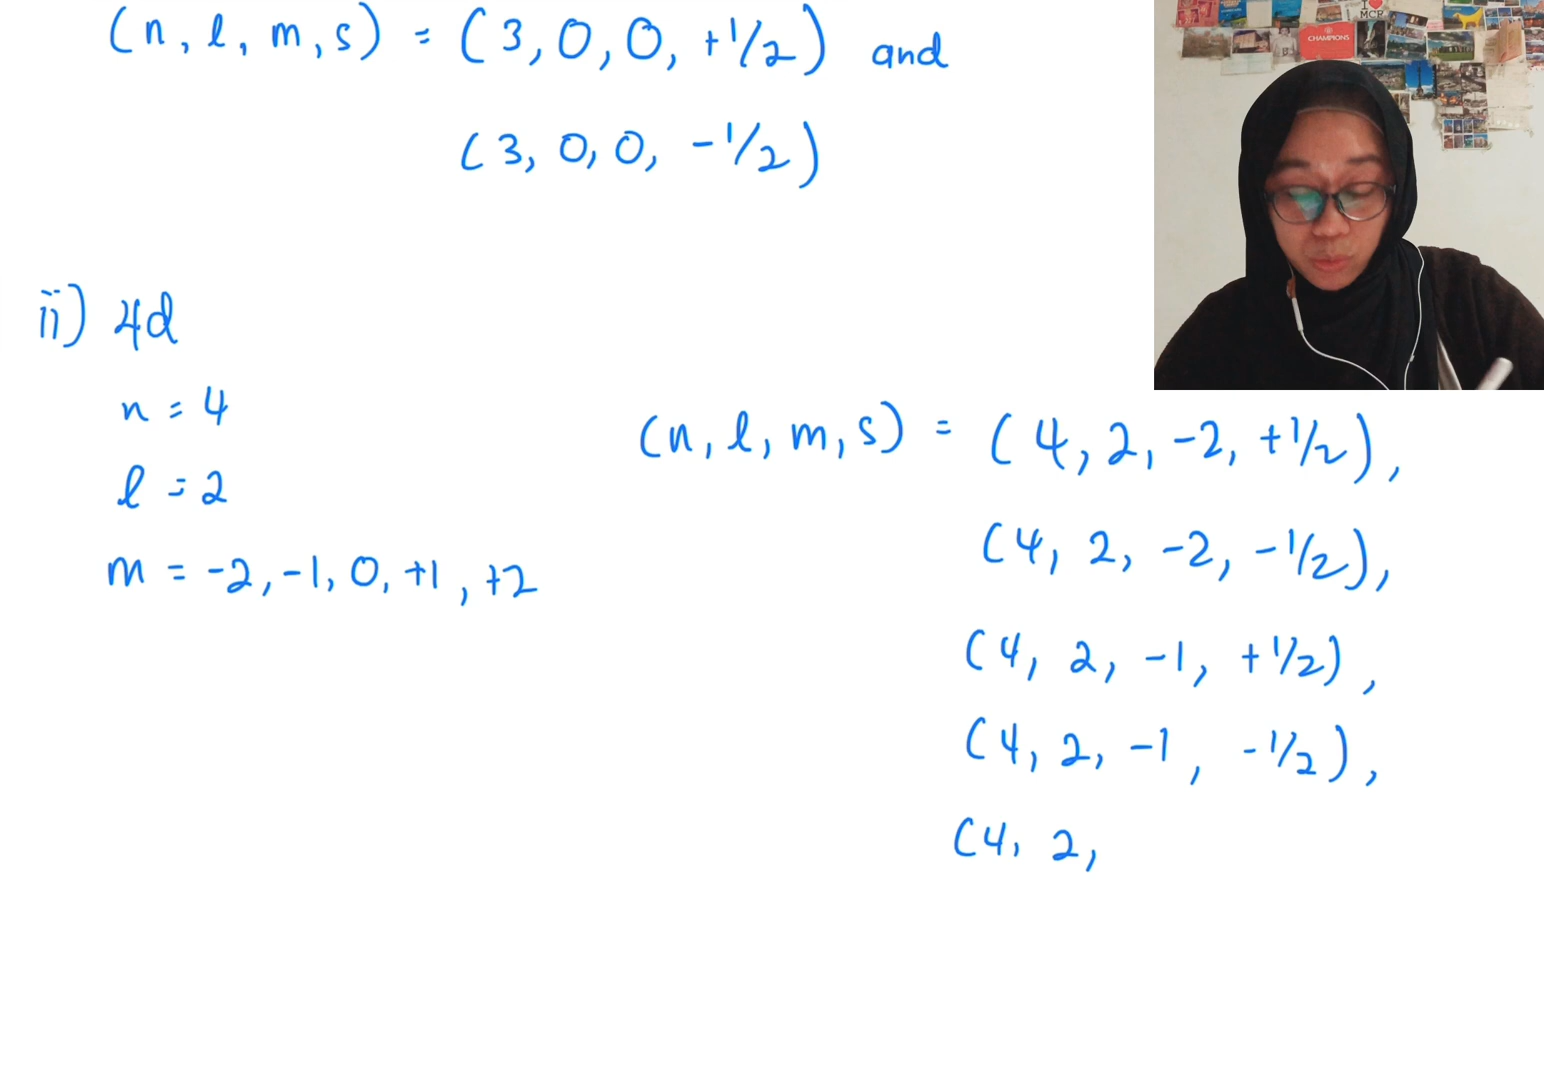 (n, l, m, s) = (3, 0, 0, +1/2) and
(3, 0, 0, -1/2)
ii) 4d
n = 4
l = 2
m = -2, -1, 0, +1, +2
(n, l, m, s) = (4, 2, -2, +1/2),
(4, 2, -2, -1/2),
(4, 2, -1, +1/2),
(4, 2, -1, -1/2),
(4, 2,
I ❤ MCR
CHAMPIONS